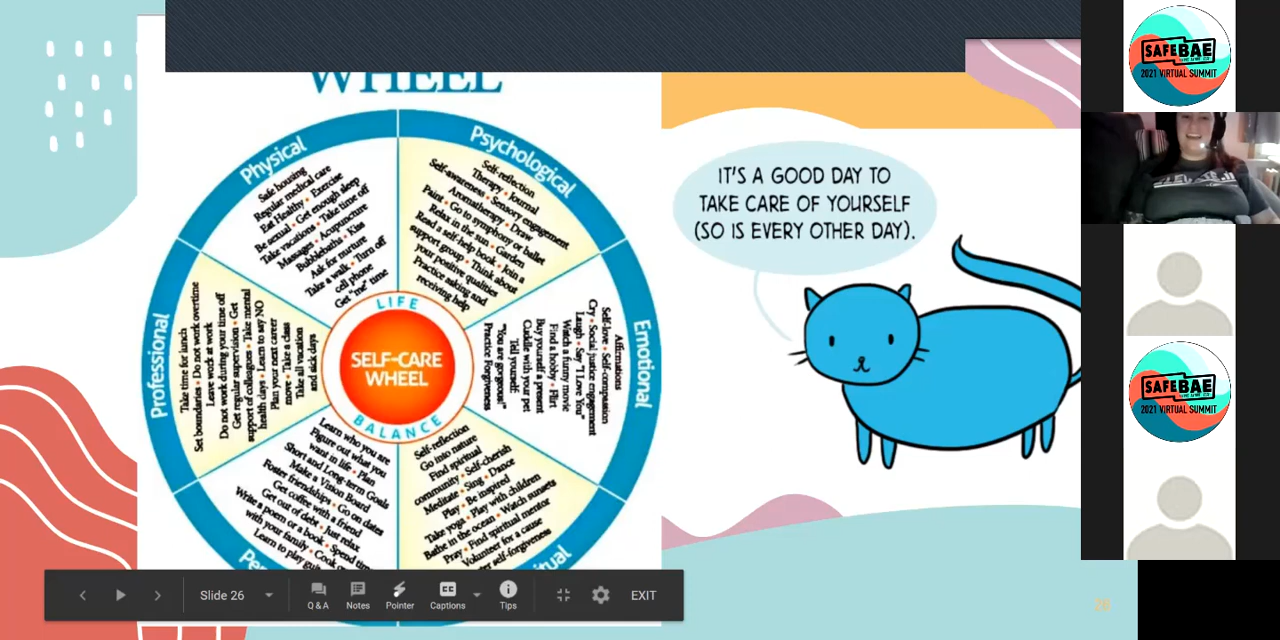 WHEEL
Physical
Safe housing
Regular medical care
Eat Healthy • Exercise
Be sexual • Get enough sleep
Take vacations • Take time off
Massages • Acupuncture
Bubblebaths • Kiss
Ask for nurture
Take a walk • Turn off
cell phone
Get "me" time
Psychological
Self-reflection
Therapy • Journal
Self-awareness • Sensory engagement
Aromatherapy • Draw
Paint • Go to symphony or ballet
Relax in the sun • Garden
Read a self-help book • Join a
support group • Think about
your positive qualities
Practice asking and
receiving help
Emotional
Affirmations
Self-love • Self-compassion
Cry • Social justice engagement
Laugh • Say "I Love You"
Watch a funny movie
Find a hobby • Flirt
Buy yourself a present
Cuddle with your pet
Tell yourself:
"You are gorgeous!"
Practice Forgiveness
Self-reflection
Go into nature
Find spiritual
community • Self-cherish
Meditate • Sing • Dance
Play • Be inspired
Take yoga • Play with children
Bathe in the ocean • Watch sunsets
Pray • Find spiritual mentor
Volunteer for a cause
self-forgiveness
Learn who you are
Figure out what you
want in life • Plan
Short and Long-term Goals
Make a Vision Board
Foster friendships • Go on dates
Get coffee with a friend
Get out of debt • Just relax
Write a poem or a book • Spend
with your family
Learn to play
Professional
Take time for lunch
Set boundaries • Do not work overtime
Leave work at work
Do not work during your time off
Get regular supervision • Get
support of colleagues • Take mental
health days • Learn to say NO
Plan your next career
move • Take a class
Take all vacation
and sick days
LIFE
SELF-CARE
WHEEL
BALANCE
IT'S A GOOD DAY TO
TAKE CARE OF YOURSELF
(SO IS EVERY OTHER DAY).
Slide 26
Q & A
Notes
Pointer
CC
Captions
Tips
EXIT
SAFEBAE
2021 VIRTUAL SUMMIT
SAFEBAE
2021 VIRTUAL SUMMIT